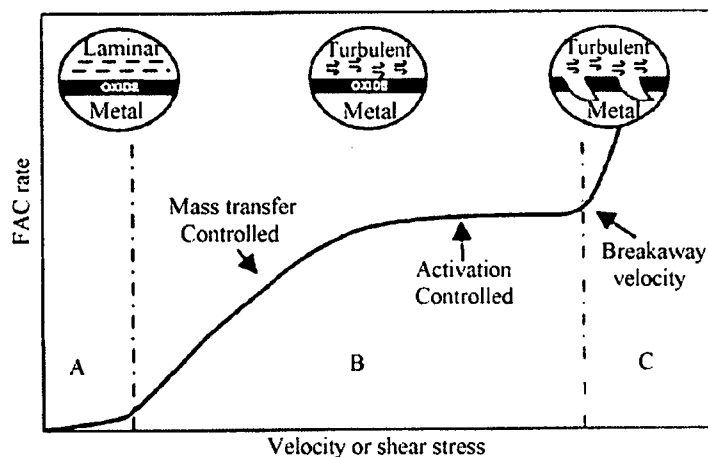 Laminar
OXIDE
Metal
Turbulent
OXIDE
Metal
Turbulent
Metal
FAC rate
Mass transfer
Controlled
Activation
Controlled
Breakaway
velocity
A
B
C
Velocity or shear stress